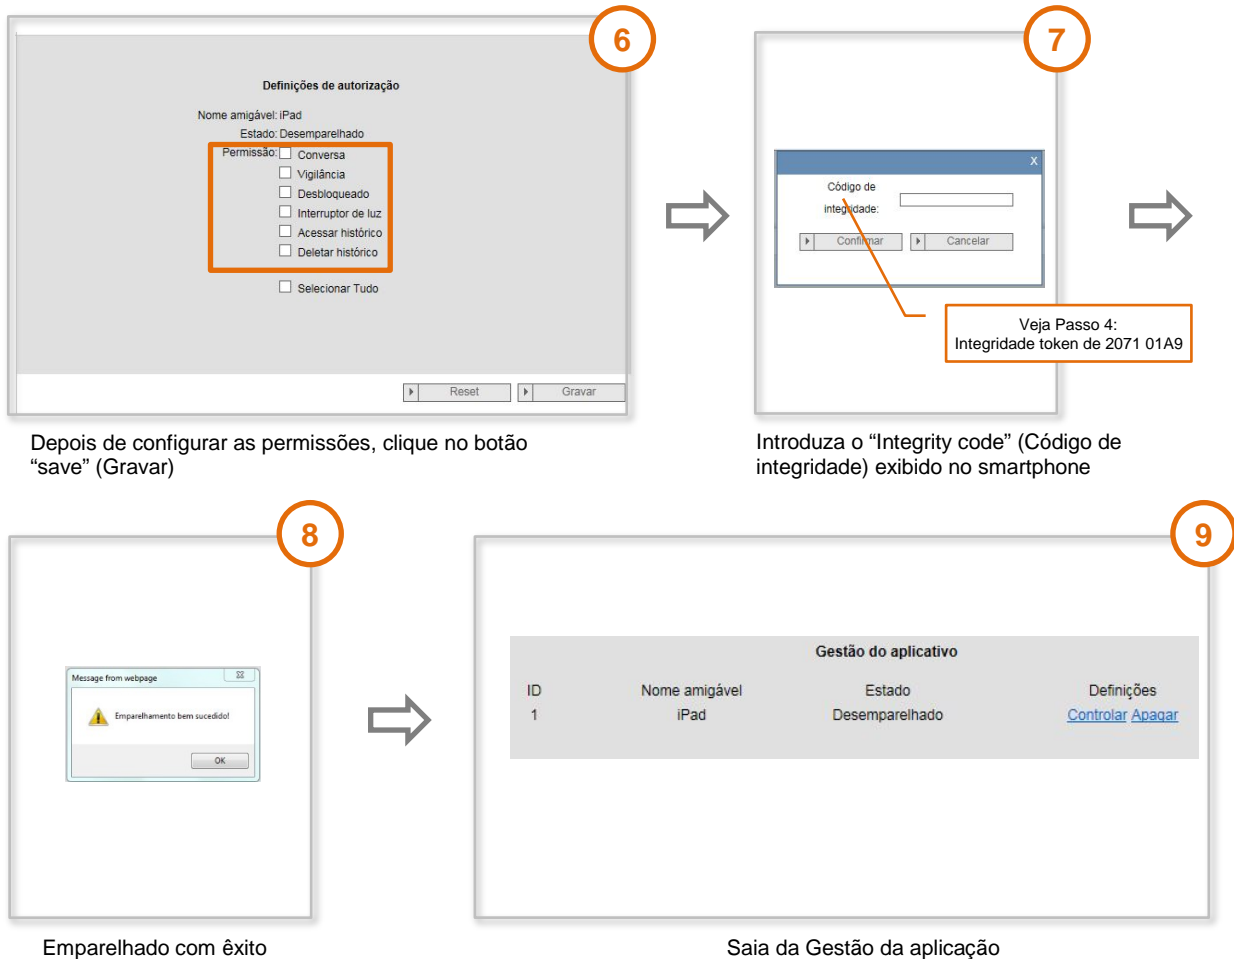 6
Definições de autorização
Nome amigável: iPad
Estado: Desemparelhado
Permissão: Conversa
Vigilância
Desbloqueado
Interruptor de luz
Acessar histórico
Deletar histórico
Selecionar Tudo
Reset Gravar
Depois de configurar as permissões, clique no botão
“save” (Gravar)
7
X
Código de
integridade:
Confirmar Cancelar
Veja Passo 4:
Integridade token de 2071 01A9
Introduza o “Integrity code” (Código de
integridade) exibido no smartphone
8
Message from webpage
Emparelhamento bem sucedido!
OK
Emparelhado com êxito
9
Gestão do aplicativo
ID Nome amigável Estado Definições
1 iPad Desemparelhado Controlar Apagar
Saia da Gestão da aplicação